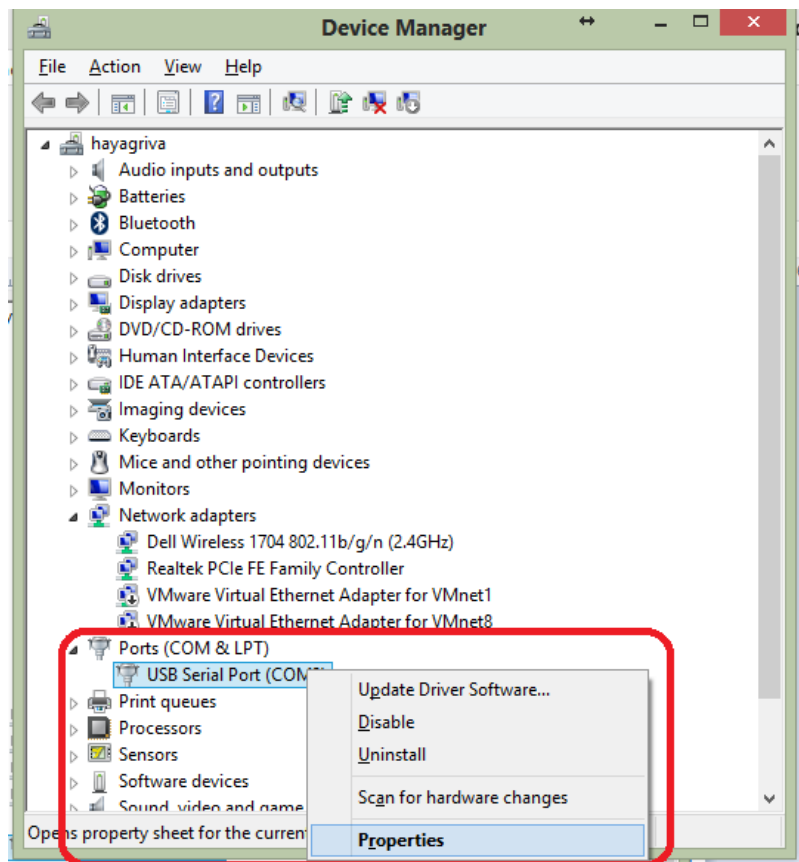 Device Manager
File Action View Help
hayagriva
Audio inputs and outputs
Batteries
Bluetooth
Computer
Disk drives
Display adapters
DVD/CD-ROM drives
Human Interface Devices
IDE ATA/ATAPI controllers
Imaging devices
Keyboards
Mice and other pointing devices
Monitors
Network adapters
Dell Wireless 1704 802.11b/g/n (2.4GHz)
Realtek PCIe FE Family Controller
VMware Virtual Ethernet Adapter for VMnet1
VMware Virtual Ethernet Adapter for VMnet8
Ports (COM & LPT)
USB Serial Port
Print queues
Processors
Sensors
Software devices
Sound, video and game
Opens property sheet for the
Update Driver Software...
Disable
Uninstall
Scan for hardware changes
Properties